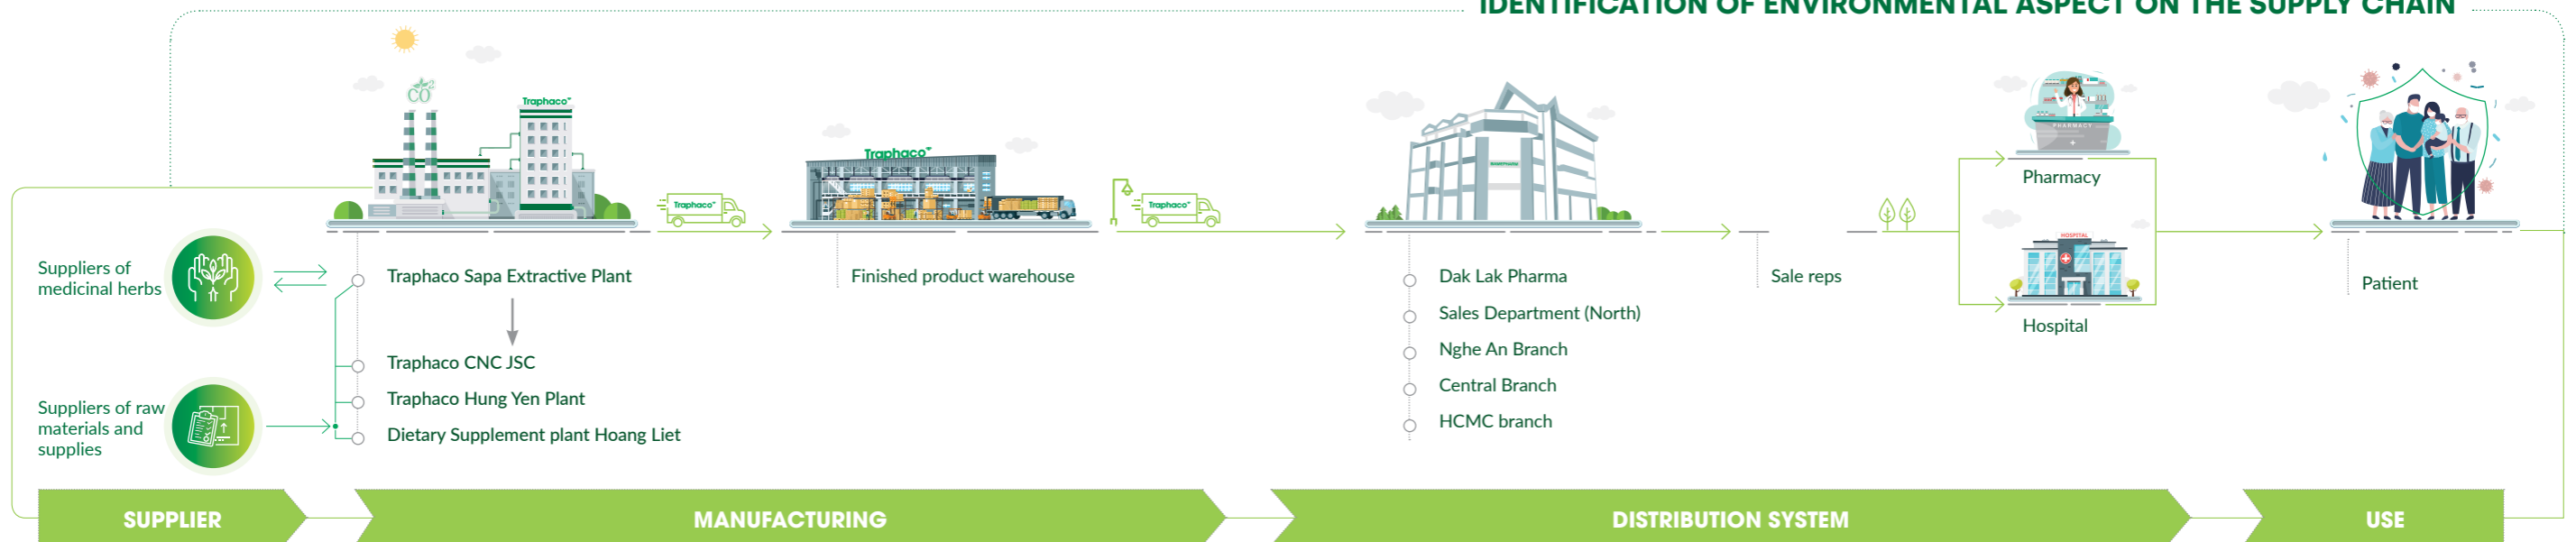 IDENTIFICATION OF ENVIRONMENTAL ASPECT ON THE SUPPLY CHAIN
CO2
Traphaco
Traphaco
Traphaco
Traphaco
PHARMACY
Pharmacy
HOSPITAL
Hospital
Suppliers of
medicinal herbs
Suppliers of raw
materials and
supplies
Traphaco Sapa Extractive Plant
Traphaco CNC JSC
Traphaco Hung Yen Plant
Dietary Supplement plant Hoang Liet
Finished product warehouse
Dak Lak Pharma
Sales Department (North)
Nghe An Branch
Central Branch
HCMC branch
Sale reps
Patient
SUPPLIER
MANUFACTURING
DISTRIBUTION SYSTEM
USE